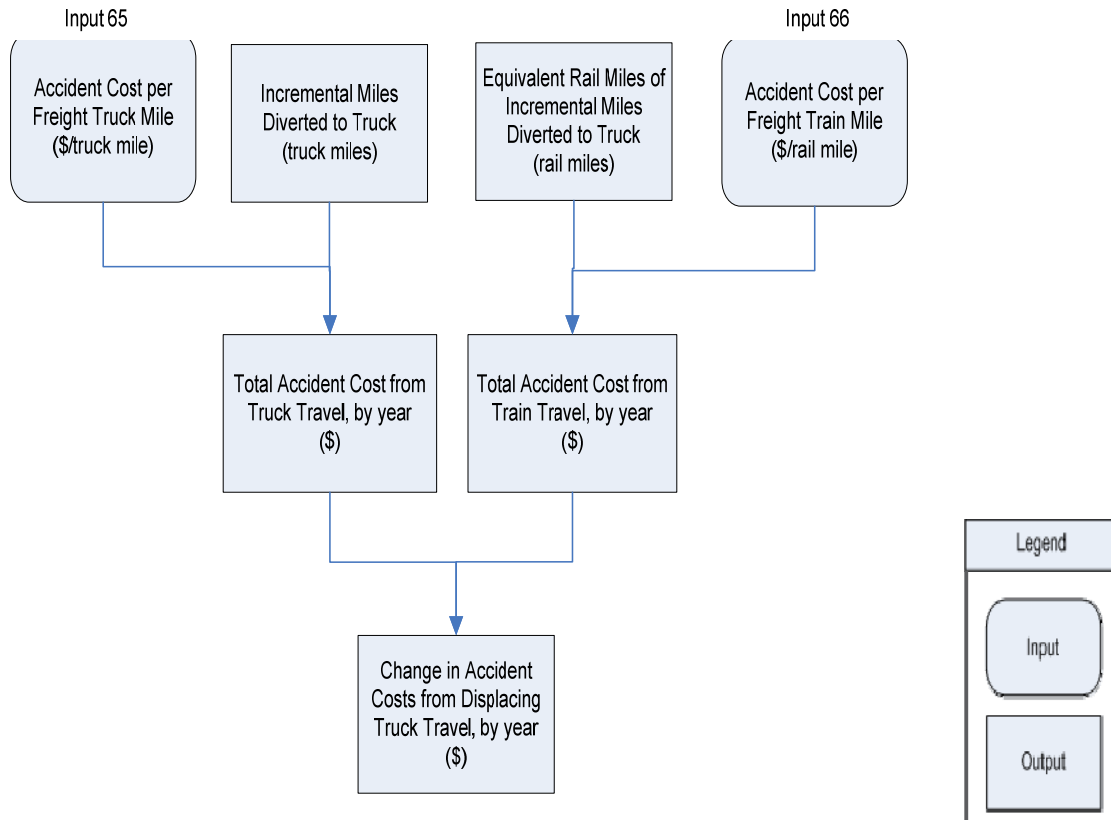 Input 65
Input 66
Accident Cost per
Freight Truck Mile
($/truck mile)
Incremental Miles
Diverted to Truck
(truck miles)
Equivalent Rail Miles of
Incremental Miles
Diverted to Truck
(rail miles)
Accident Cost per
Freight Train Mile
($/rail mile)
Total Accident Cost from
Truck Travel, by year
($)
Total Accident Cost from
Train Travel, by year
($)
Change in Accident
Costs from Displacing
Truck Travel, by year
($)
Legend
Input
Output